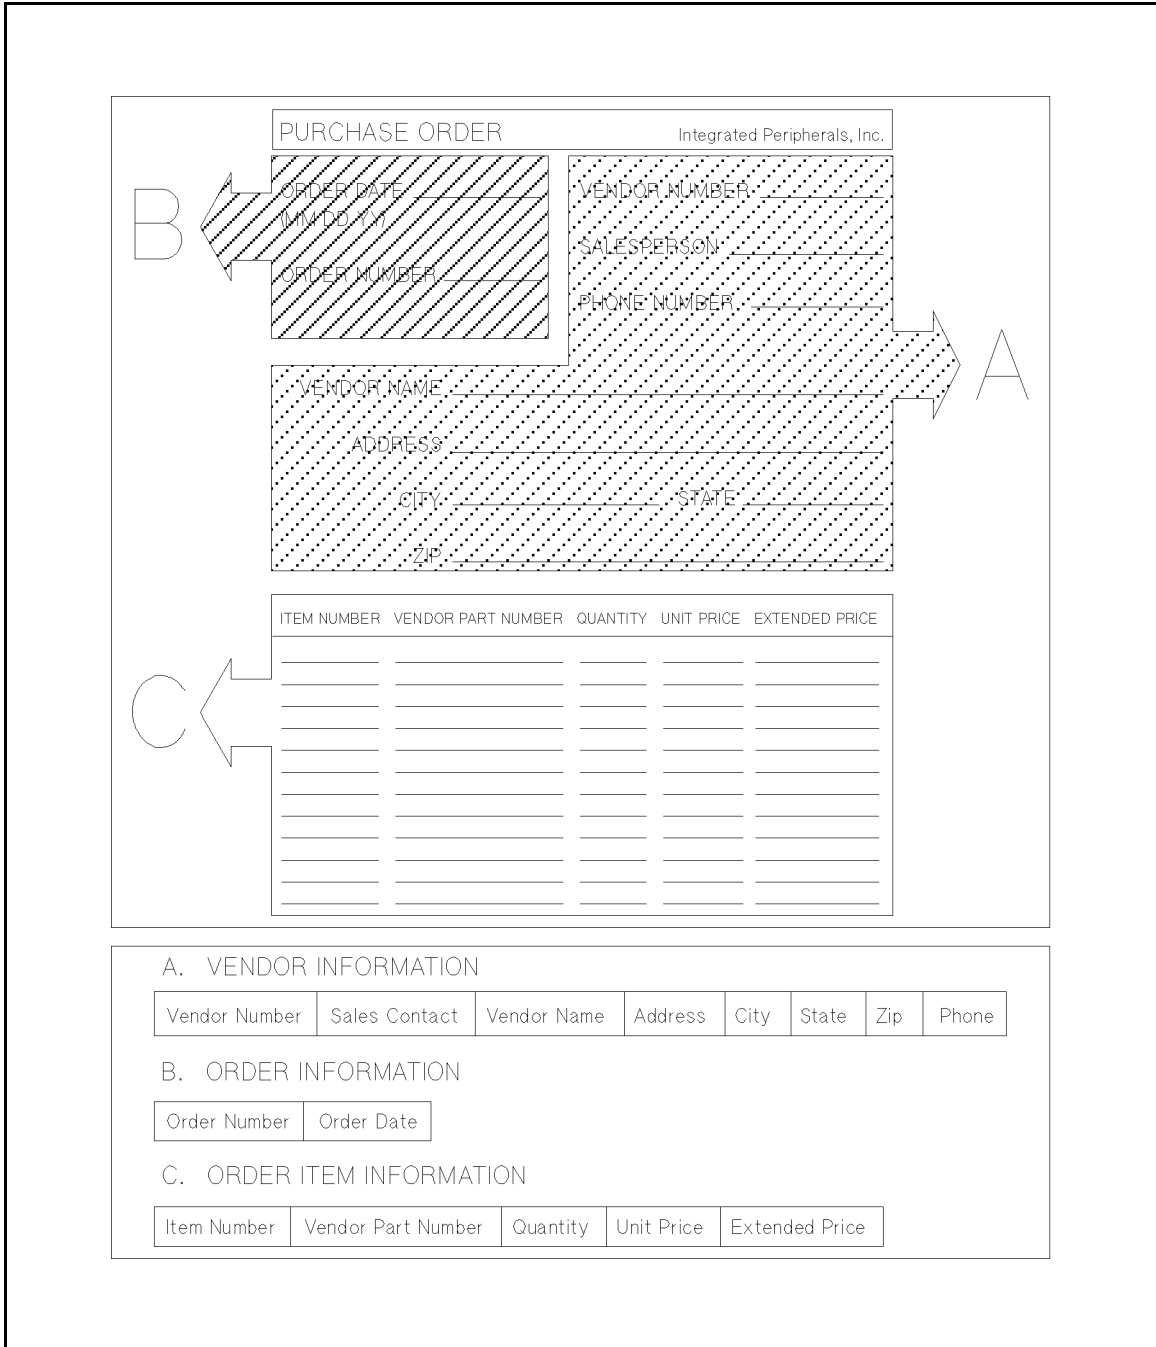 PURCHASE ORDER Integrated Peripherals, Inc.
B
ORDER DATE
(MM DD YY)
ORDER NUMBER
VENDOR NUMBER
SALESPERSON
PHONE NUMBER
A
VENDOR NAME
ADDRESS
CITY STATE
ZIP
ITEM NUMBER VENDOR PART NUMBER QUANTITY UNIT PRICE EXTENDED PRICE
C
A. VENDOR INFORMATION
Vendor Number Sales Contact Vendor Name Address City State Zip Phone
B. ORDER INFORMATION
Order Number Order Date
C. ORDER ITEM INFORMATION
Item Number Vendor Part Number Quantity Unit Price Extended Price